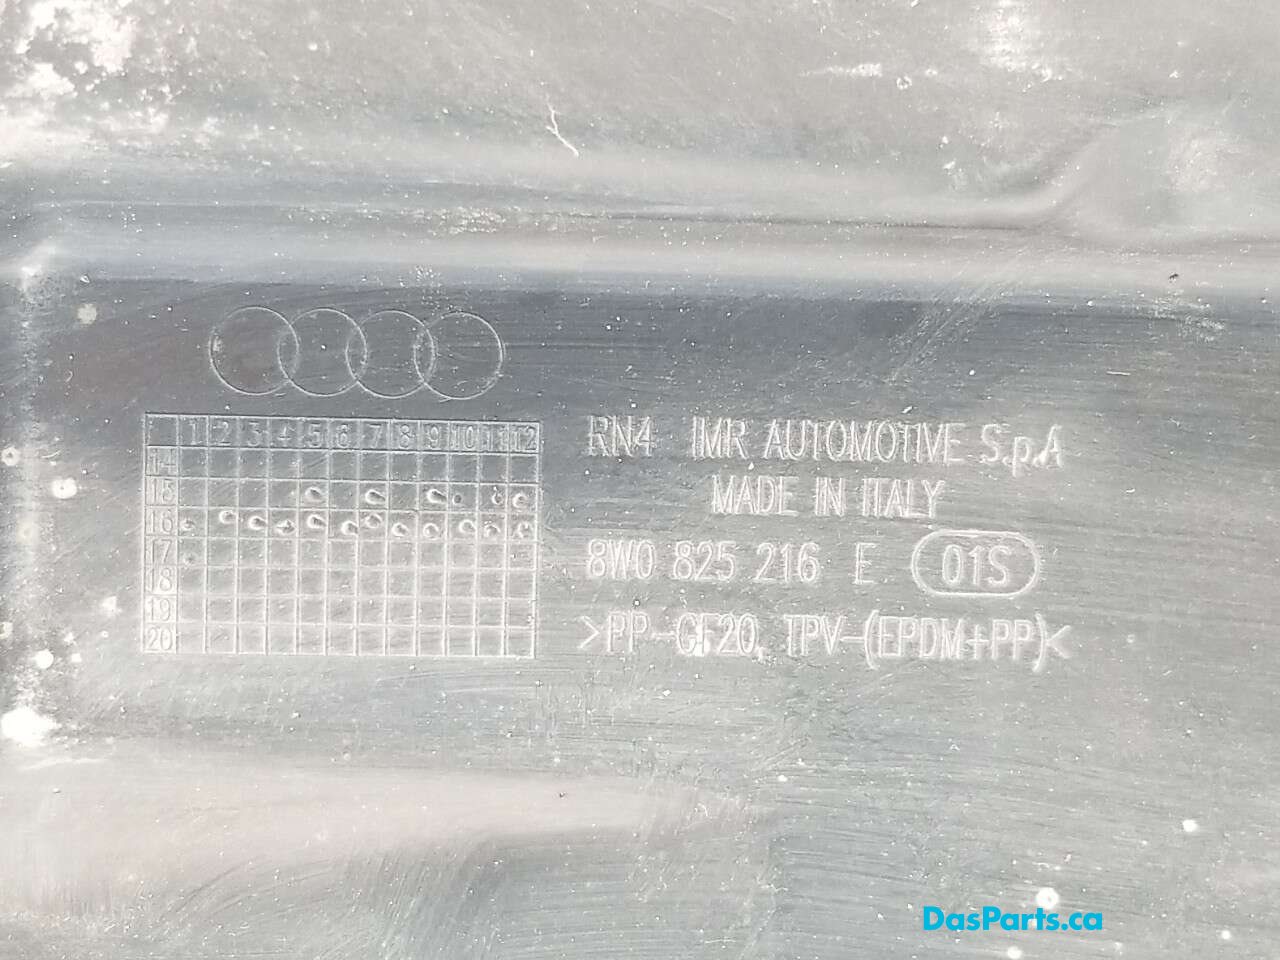 1 2 3 4 5 6 7 8 9 10 11 12
14
15
16
17
18
19
20
RN4 IMR AUTOMOTIVE S.p.A
MADE IN ITALY
8W0 825 216 E 01S
>PP-GF20, TPV-(EPDM+PP)<
DasParts.ca